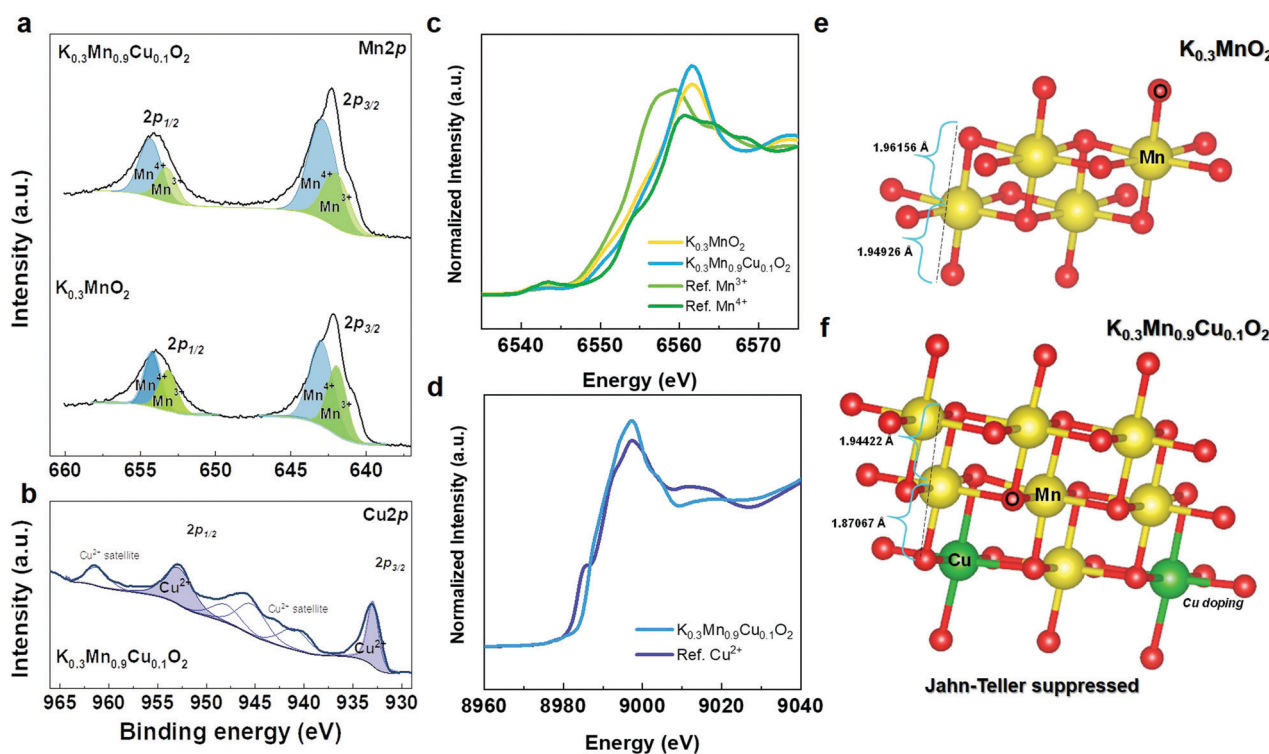 a
K0.3Mn0.9Cu0.1O2
Mn2p
2p1/2
2p3/2
Mn4+
Mn3+
Mn4+
Mn3+
K0.3MnO2
2p1/2
2p3/2
Mn4+
Mn3+
Mn4+
Mn3+
Intensity (a.u.)
660 655 650 645 640
b
Cu2p
2p1/2
2p3/2
Cu2+ satellite
Cu2+
Cu2+ satellite
Cu2+
K0.3Mn0.9Cu0.1O2
Intensity (a.u.)
965 960 955 950 945 940 935 930
Binding energy (eV)
c
Normalized Intensity (a.u.)
K0.3MnO2
K0.3Mn0.9Cu0.1O2
Ref. Mn3+
Ref. Mn4+
6540 6550 6560 6570
Energy (eV)
d
Normalized Intensity (a.u.)
K0.3Mn0.9Cu0.1O2
Ref. Cu2+
8960 8980 9000 9020 9040
Energy (eV)
e
K0.3MnO2
O
1.96156 Å
Mn
1.94926 Å
f
K0.3Mn0.9Cu0.1O2
1.94422 Å
O
Mn
1.87067 Å
Cu
Cu doping
Jahn-Teller suppressed